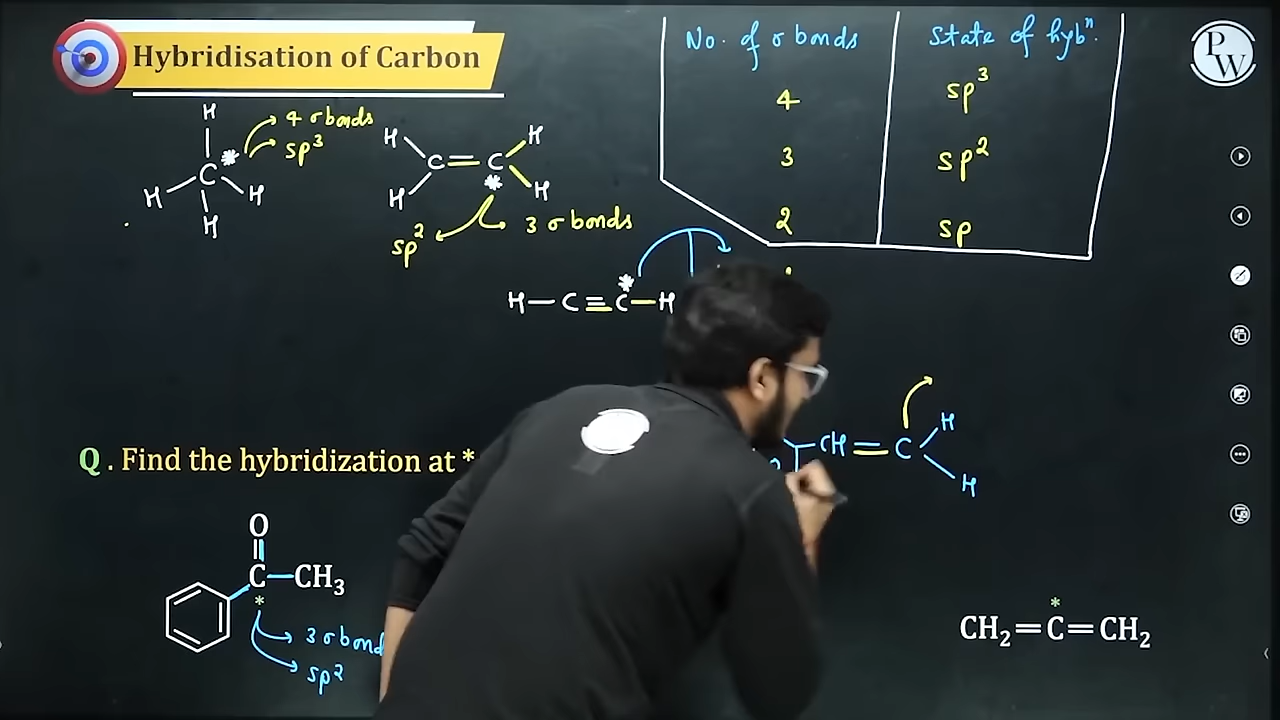 Hybridisation of Carbon
No. of σ bonds
State of hybⁿ.
4
sp³
3
sp²
2
sp
PW
H
H C* H
H
4 σ bonds
sp³
H H
C=C
* 
H H
sp²
3 σ bonds
H—C≡C—H
*
CH=C
H
H
Q. Find the hybridization at *
O
C—CH₃
*
3 σ bond
sp²
*
CH₂=C=CH₂